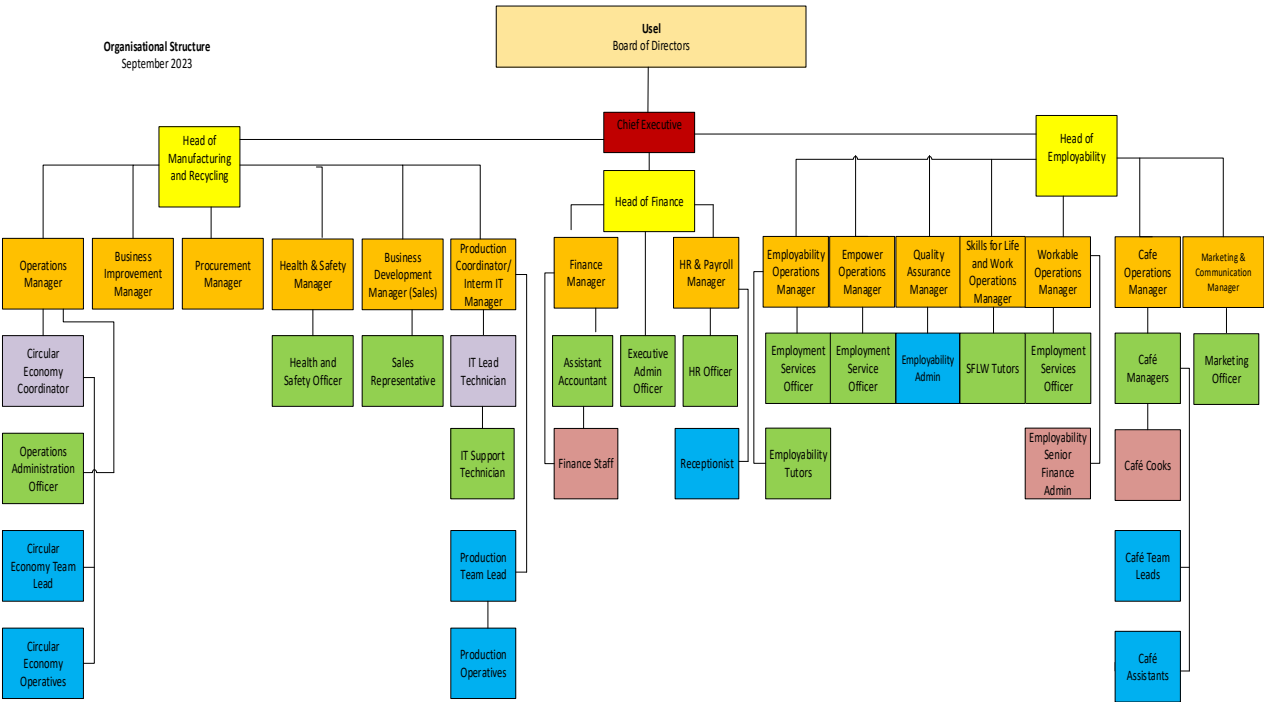 Usel
Board of Directors
Organisational Structure
September 2023
Chief Executive
Head of
Manufacturing
and Recycling
Head of
Employability
Head of Finance
Operations
Manager
Business
Improvement
Manager
Procurement
Manager
Health & Safety
Manager
Business
Development
Manager (Sales)
Production
Coordinator/
Interm IT
Manager
Finance
Manager
HR & Payroll
Manager
Employability
Operations
Manager
Empower
Operations
Manager
Quality
Assurance
Manager
Skills for Life
and Work
Operations
Manager
Workable
Operations
Manager
Cafe
Operations
Manager
Marketing &
Communication
Manager
Circular
Economy
Coordinator
Health and
Safety Officer
Sales
Representative
IT Lead
Technician
Assistant
Accountant
Executive
Admin
Officer
HR Officer
Employment
Services
Officer
Employment
Service
Officer
Employability
Admin
SFLW Tutors
Employment
Services
Officer
Café
Managers
Marketing
Officer
Operations
Administration
Officer
IT Support
Technician
Finance Staff
Receptionist
Employability
Tutors
Employability
Senior
Finance
Admin
Café Cooks
Circular
Economy Team
Lead
Production
Team Lead
Café Team
Leads
Circular
Economy
Operatives
Production
Operatives
Café
Assistants